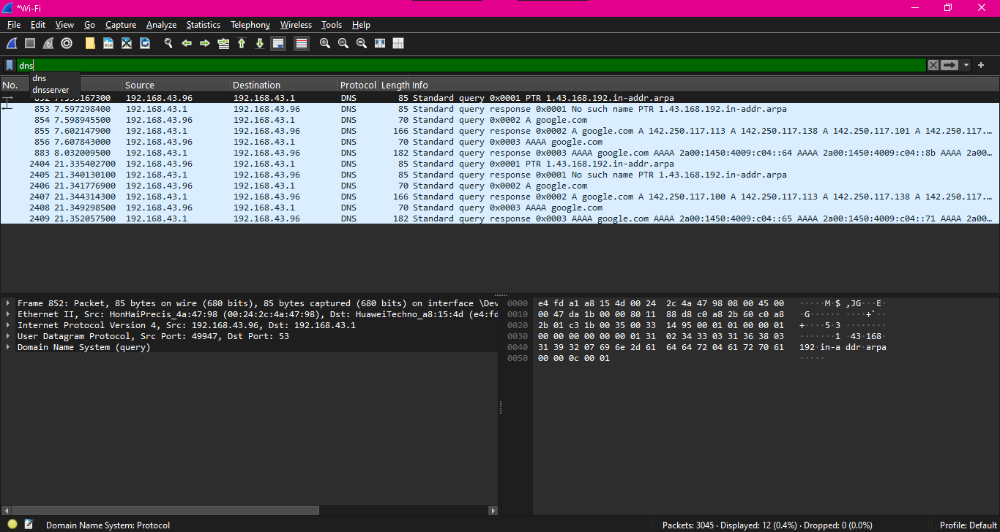 *Wi-Fi
File Edit View Go Capture Analyze Statistics Telephony Wireless Tools Help
dns
dns
dnsserver
No. Source Destination Protocol Length Info
852 7.595167300 192.168.43.96 192.168.43.1 DNS 85 Standard query 0x0001 PTR 1.43.168.192.in-addr.arpa
853 7.597298400 192.168.43.1 192.168.43.96 DNS 85 Standard query response 0x0001 No such name PTR 1.43.168.192.in-addr.arpa
854 7.598945500 192.168.43.96 192.168.43.1 DNS 70 Standard query 0x0002 A google.com
855 7.602147900 192.168.43.1 192.168.43.96 DNS 166 Standard query response 0x0002 A google.com A 142.250.117.113 A 142.250.117.138 A 142.250.117.101 A 142.250.117.…
856 7.607843000 192.168.43.96 192.168.43.1 DNS 70 Standard query 0x0003 AAAA google.com
883 8.032009500 192.168.43.1 192.168.43.96 DNS 182 Standard query response 0x0003 AAAA google.com AAAA 2a00:1450:4009:c04::64 AAAA 2a00:1450:4009:c04::8b AAAA 2a00…
2404 21.335402700 192.168.43.96 192.168.43.1 DNS 85 Standard query 0x0001 PTR 1.43.168.192.in-addr.arpa
2405 21.340130100 192.168.43.1 192.168.43.96 DNS 85 Standard query response 0x0001 No such name PTR 1.43.168.192.in-addr.arpa
2406 21.341776900 192.168.43.96 192.168.43.1 DNS 70 Standard query 0x0002 A google.com
2407 21.344314300 192.168.43.1 192.168.43.96 DNS 166 Standard query response 0x0002 A google.com A 142.250.117.100 A 142.250.117.113 A 142.250.117.138 A 142.250.117.…
2408 21.349298500 192.168.43.96 192.168.43.1 DNS 70 Standard query 0x0003 AAAA google.com
2409 21.352057500 192.168.43.1 192.168.43.96 DNS 182 Standard query response 0x0003 AAAA google.com AAAA 2a00:1450:4009:c04::65 AAAA 2a00:1450:4009:c04::71 AAAA 2a00…
Frame 852: Packet, 85 bytes on wire (680 bits), 85 bytes captured (680 bits) on interface \Dev
Ethernet II, Src: HonHaiPrecis_4a:47:98 (00:24:2c:4a:47:98), Dst: HuaweiTechno_a8:15:4d (e4:fd
Internet Protocol Version 4, Src: 192.168.43.96, Dst: 192.168.43.1
User Datagram Protocol, Src Port: 49947, Dst Port: 53
Domain Name System (query)
0000 e4 fd a1 a8 15 4d 00 24 2c 4a 47 98 08 00 45 00 ·····M·$ ,JG···E·
0010 00 47 da 1b 00 00 80 11 88 d8 c0 a8 2b 60 c0 a8 ·G······ ····+`··
0020 2b 01 c3 1b 00 35 00 33 14 95 00 01 01 00 00 01 +····5·3 ········
0030 00 00 00 00 00 00 01 31 02 34 33 03 31 36 38 03 ·······1 ·43·168·
0040 31 39 32 07 69 6e 2d 61 64 64 72 04 61 72 70 61 192·in-a ddr·arpa
0050 00 00 0c 00 01 ·····
Domain Name System: Protocol
Packets: 3045 · Displayed: 12 (0.4%) · Dropped: 0 (0.0%)
Profile: Default